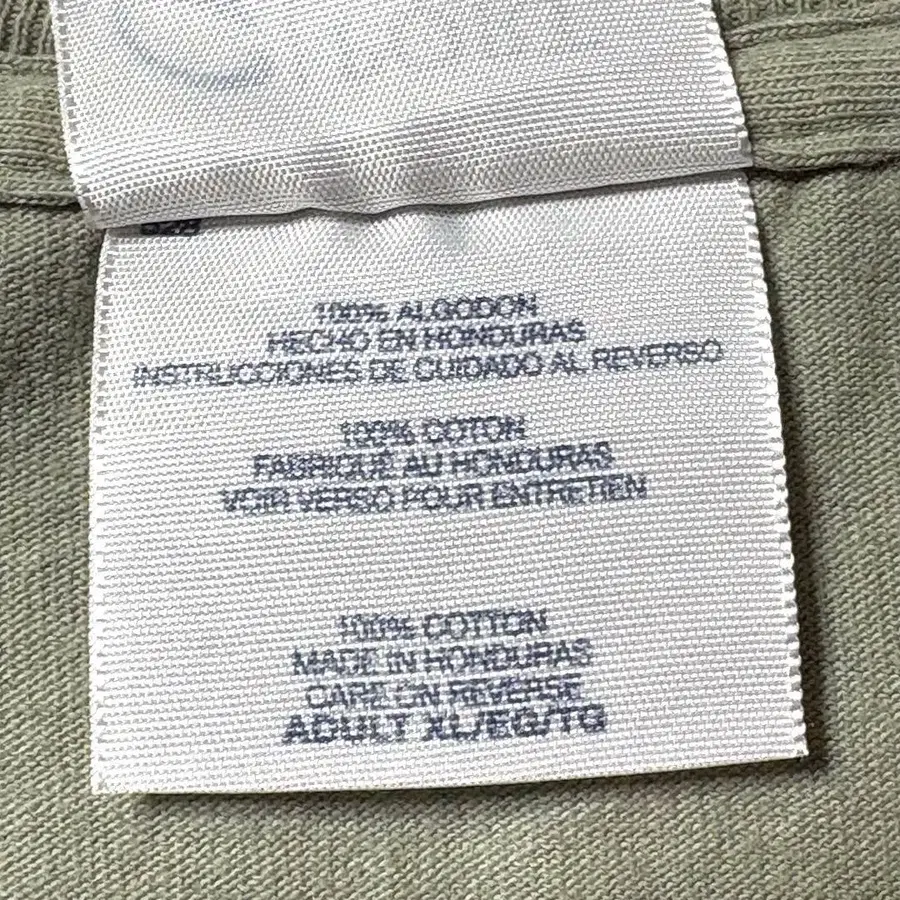 100% ALGODON
HECHO EN HONDURAS
INSTRUCCIONES DE CUIDADO AL REVERSO
100% COTON
FABRIQUÉ AU HONDURAS
VOIR VERSO POUR ENTRETIEN
100% COTTON
MADE IN HONDURAS
CARE ON REVERSE
ADULT XL/EG/TG